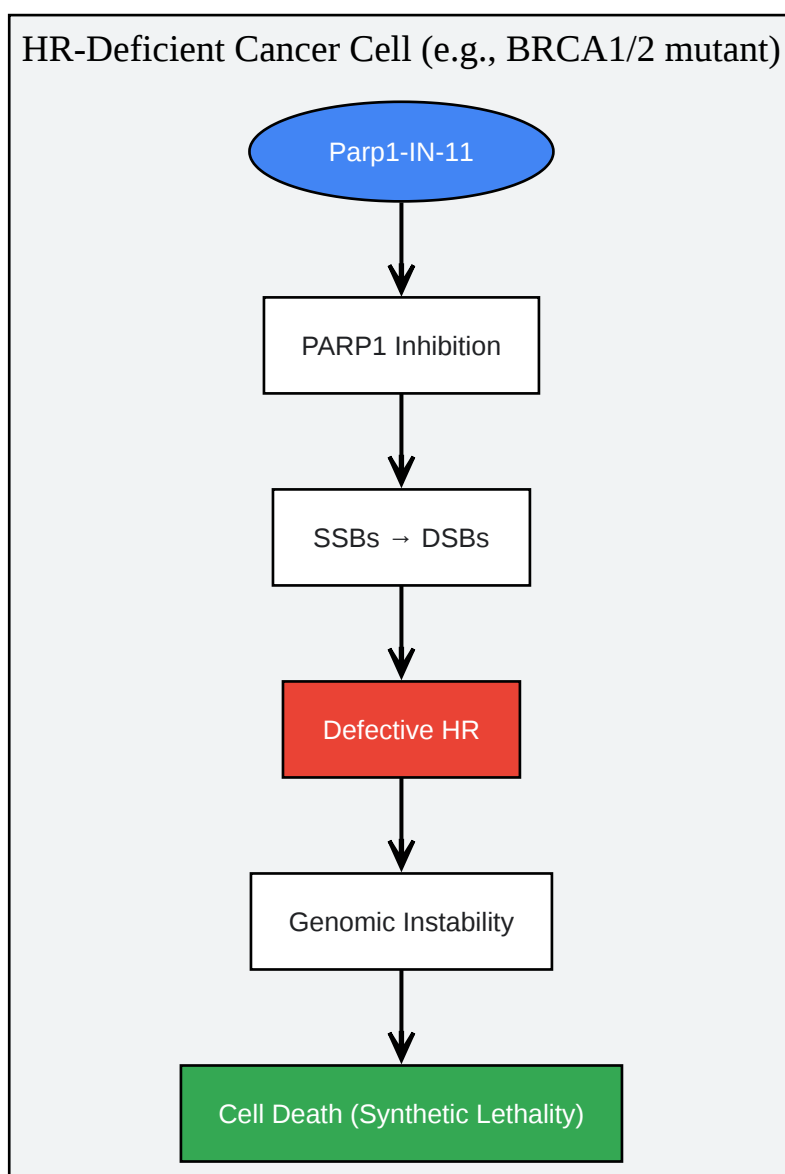 HR-Deficient Cancer Cell (e.g., BRCA1/2 mutant)
Parp1-IN-11
PARP1 Inhibition
SSBs → DSBs
Defective HR
Genomic Instability
Cell Death (Synthetic Lethality)